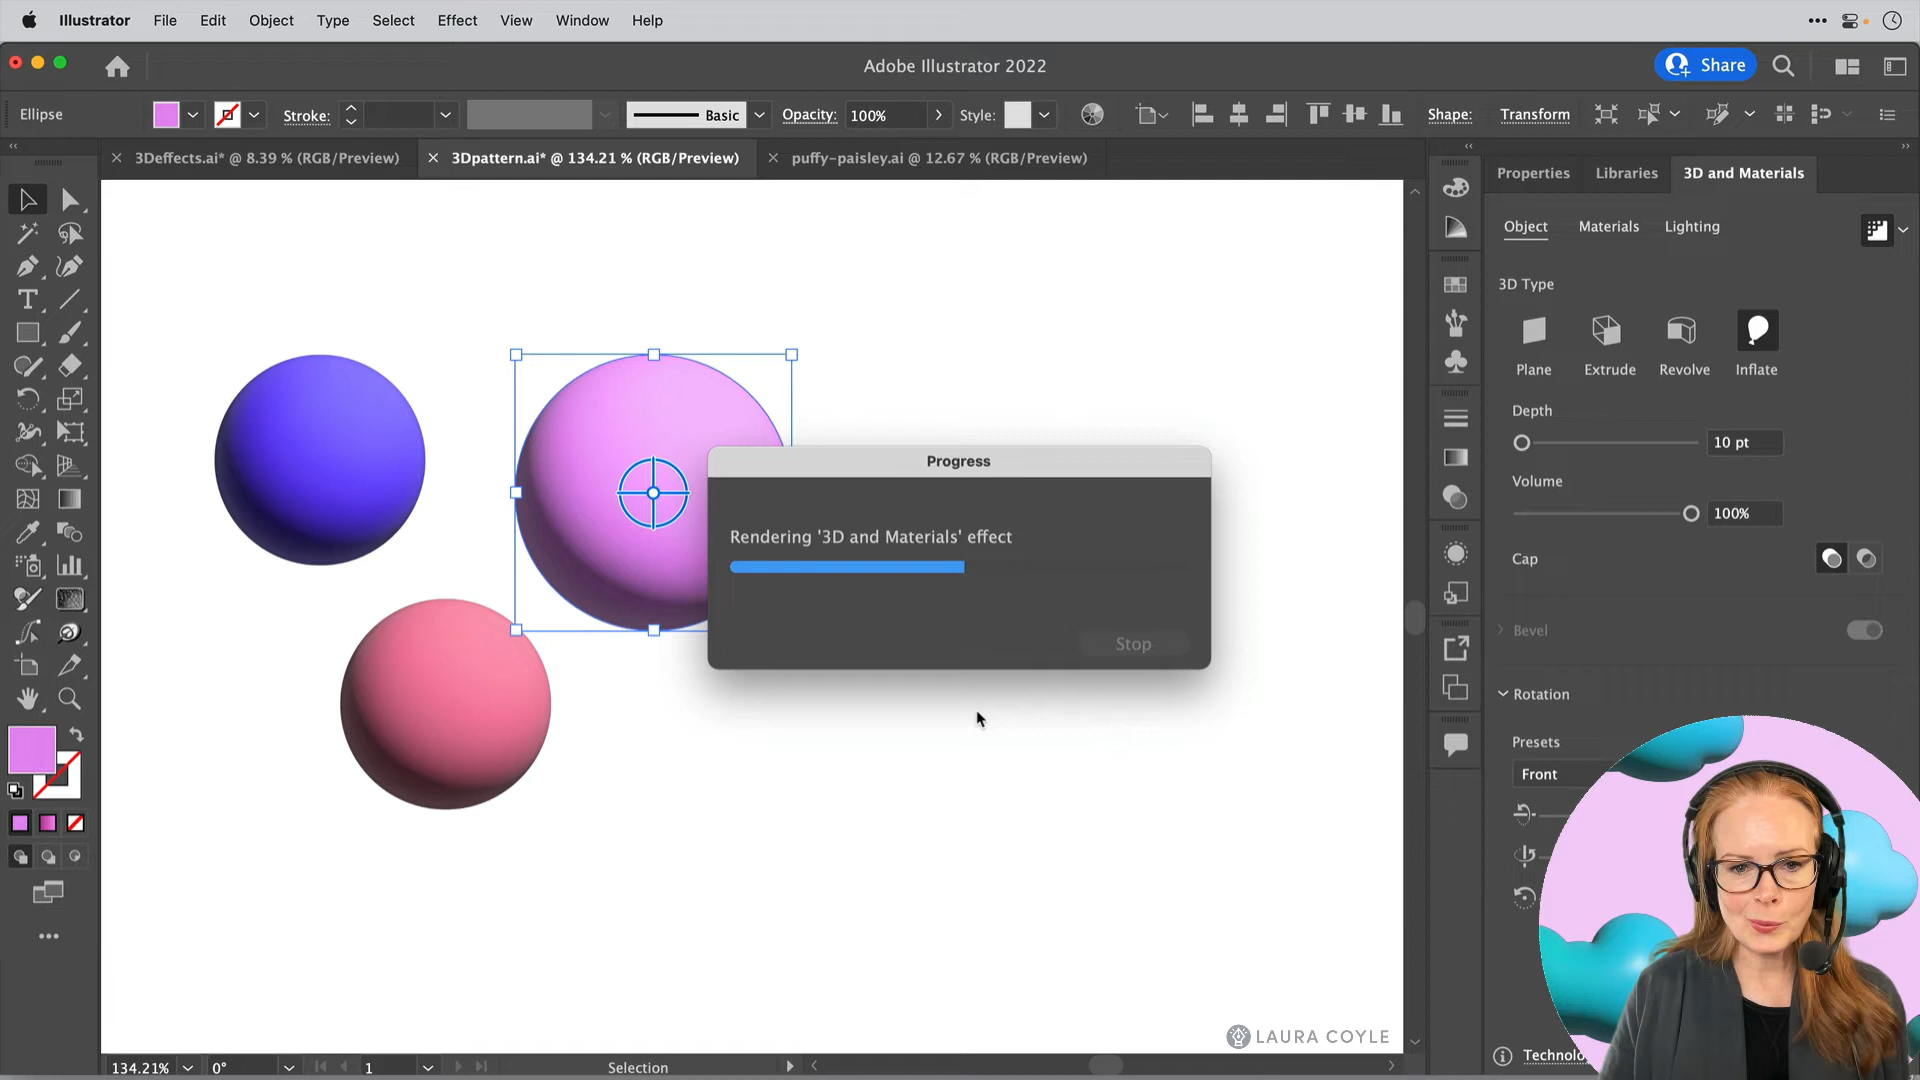 Illustrator File Edit Object Type Select Effect View Window Help
Adobe Illustrator 2022
Share
Ellipse
Stroke:
Basic
Opacity: 100%
Style:
Shape:
Transform
3Deffects.ai* @ 8.39 % (RGB/Preview)
3Dpattern.ai* @ 134.21 % (RGB/Preview)
puffy-paisley.ai @ 12.67 % (RGB/Preview)
Properties Libraries 3D and Materials
Object Materials Lighting
3D Type
Plane Extrude Revolve Inflate
Depth
10 pt
Volume
100%
Cap
Bevel
Rotation
Presets
Front
Progress
Rendering '3D and Materials' effect
Stop
LAURA COYLE
Technolo
134.21% 0° 1 Selection